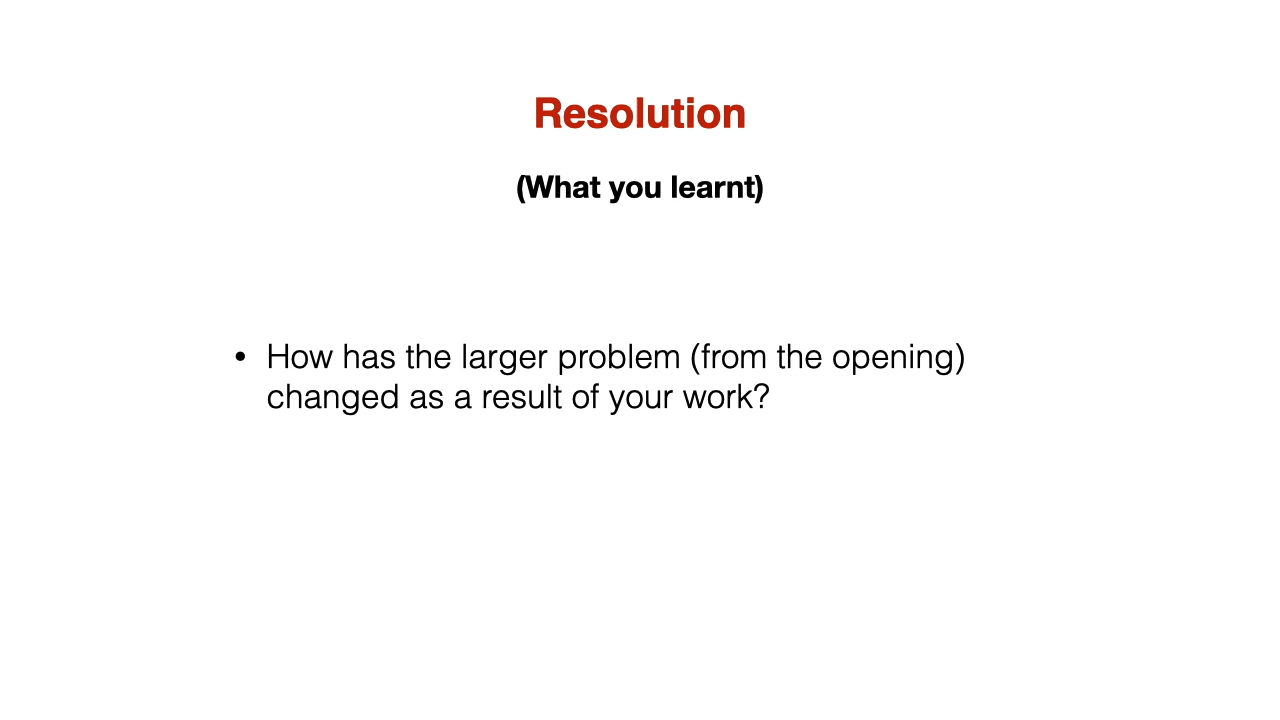 Resolution
(What you learnt)
• How has the larger problem (from the opening)
changed as a result of your work?